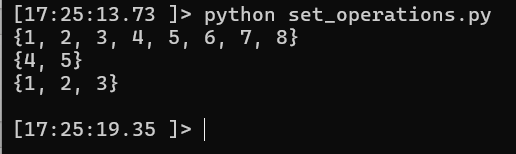 [17:25:13.73 ]> python set_operations.py
{1, 2, 3, 4, 5, 6, 7, 8}
{4, 5}
{1, 2, 3}
[17:25:19.35 ]>